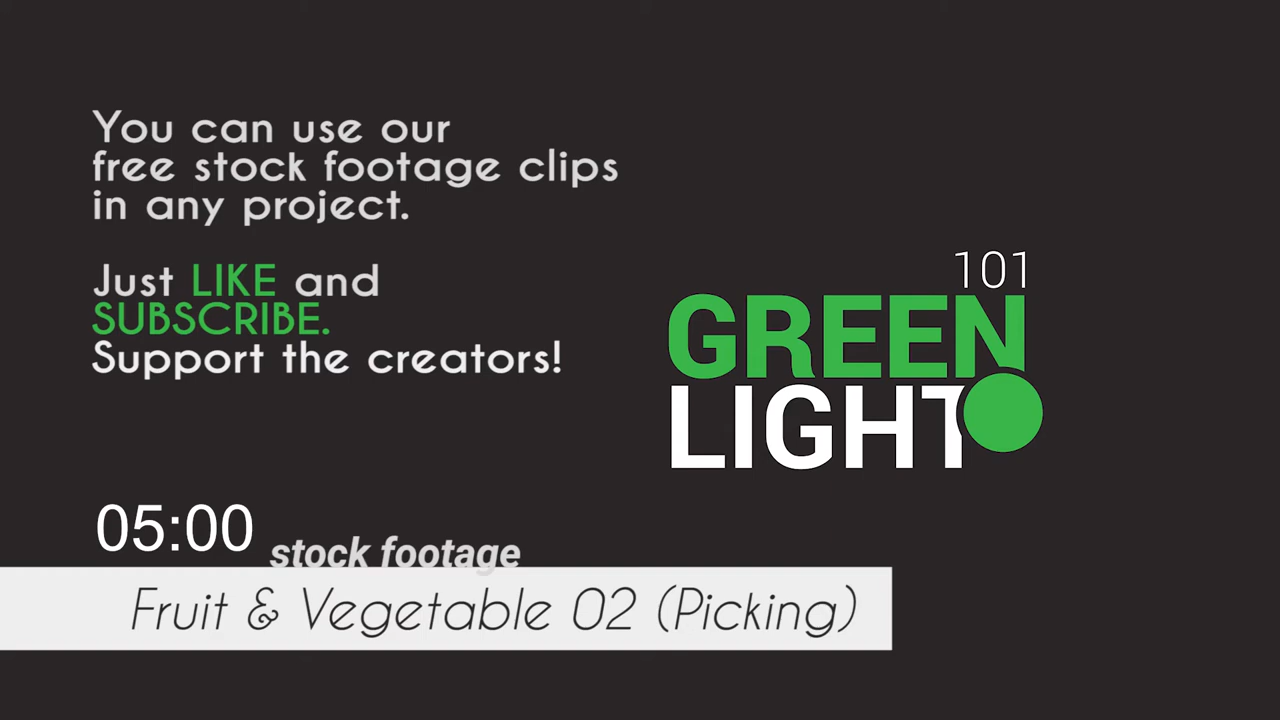 You can use our
free stock footage clips
in any project.
Just LIKE and
SUBSCRIBE.
Support the creators!
101
GREEN
LIGHT
05:00
stock footage
Fruit & Vegetable 02 (Picking)